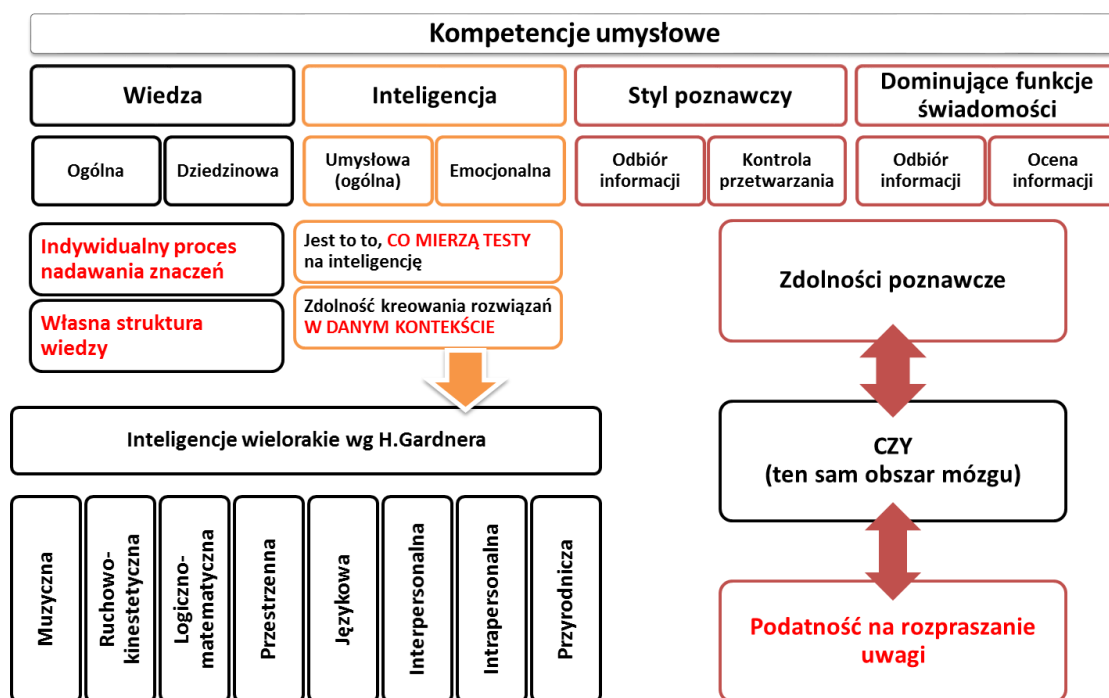 Kompetencje umysłowe
Wiedza
Inteligencja
Styl poznawczy
Dominujące funkcje
świadomości
Ogólna
Dziedzinowa
Umysłowa
(ogólna)
Emocjonalna
Odbiór
informacji
Kontrola
przetwarzania
Odbiór
informacji
Ocena
informacji
Indywidualny proces
nadawania znaczeń
Własna struktura
wiedzy
Jest to to, CO MIERZĄ TESTY
na inteligencję
Zdolność kreowania rozwiązań
W DANYM KONTEKŚCIE
Inteligencje wielorakie wg H.Gardnera
Muzyczna
Ruchowo-
kinestetyczna
Logiczno-
matematyczna
Przestrzenna
Językowa
Interpersonalna
Intrapersonalna
Przyrodnicza
Zdolności poznawcze
CZY
(ten sam obszar mózgu)
Podatność na rozpraszanie
uwagi